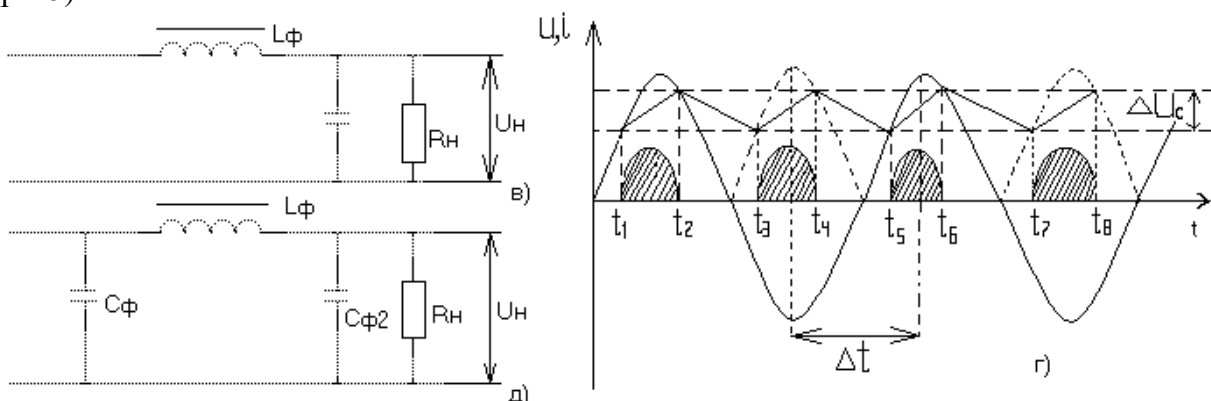 Lф
Rн
Uн
в)
Lф
Cф
Cф2
Rн
Uн
д)
U,i
ΔUc
t₁ t₂ t₃ t₄ t₅ t₆ t₇ t₈ t
Δt
г)